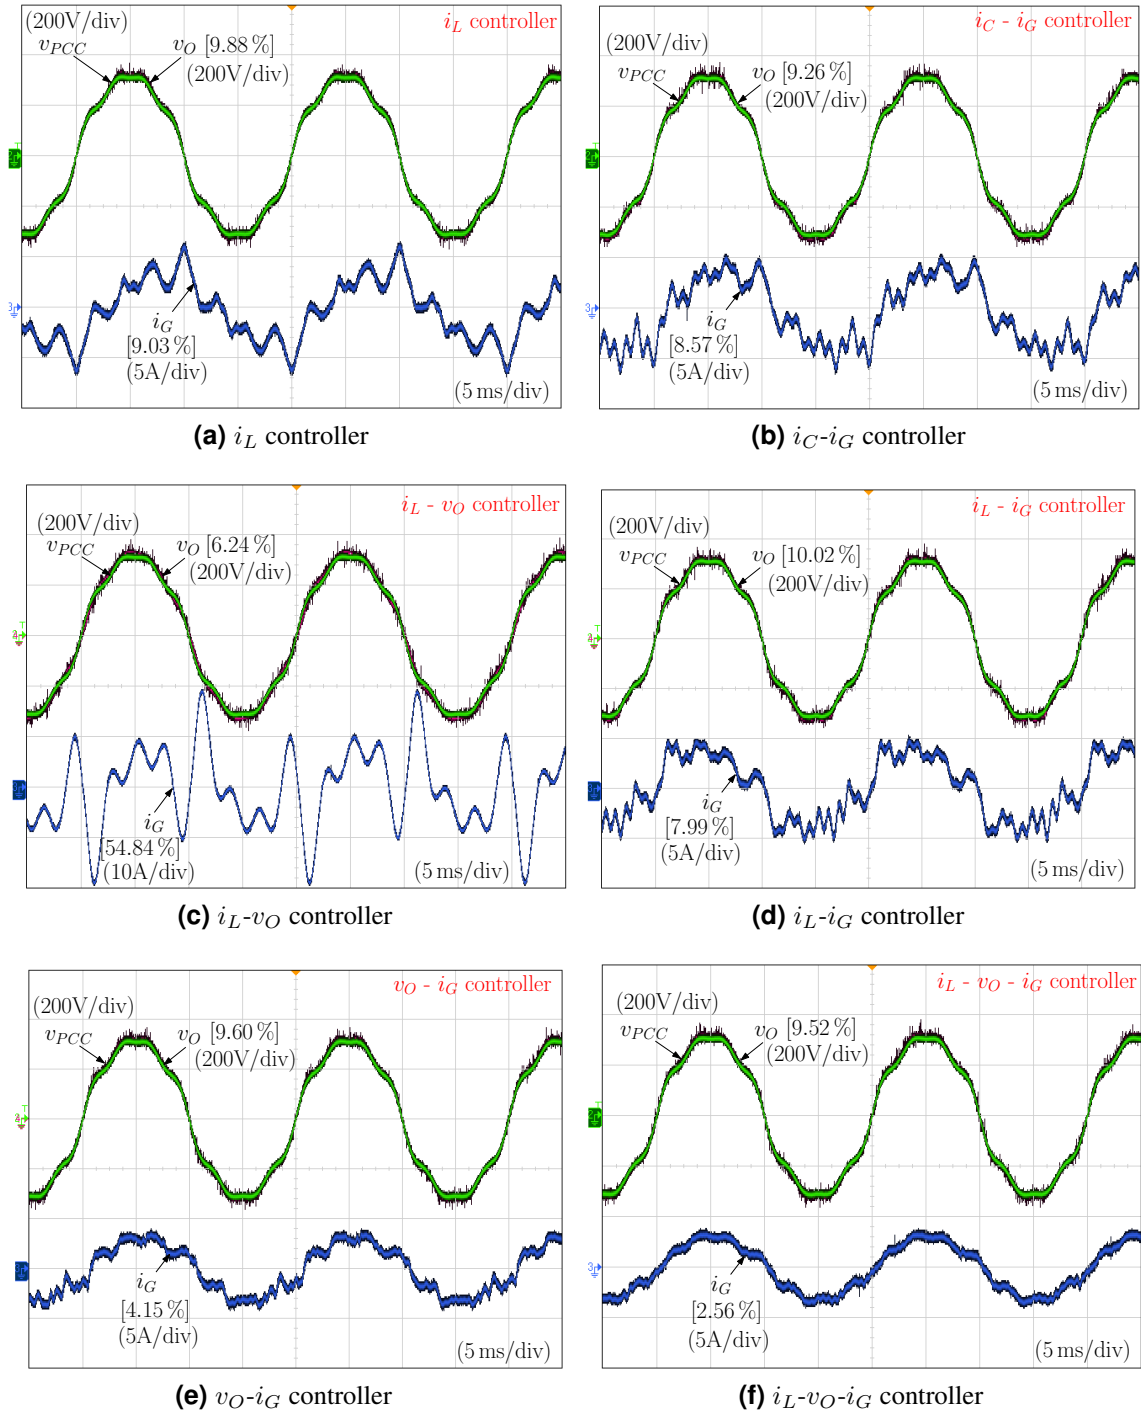 (200V/div)
i_L controller
v_PCC
v_O [9.88 %]
(200V/div)
i_G
[9.03 %]
(5A/div)
(5 ms/div)
(a) i_L controller
i_C - i_G controller
(200V/div)
v_PCC
v_O [9.26 %]
(200V/div)
i_G
[8.57 %]
(5A/div)
(5 ms/div)
(b) i_C-i_G controller
i_L - v_O controller
(200V/div)
v_PCC
v_O [6.24 %]
(200V/div)
i_G
[54.84 %]
(10A/div)
(5 ms/div)
(c) i_L-v_O controller
i_L - i_G controller
(200V/div)
v_PCC
v_O [10.02 %]
(200V/div)
i_G
[7.99 %]
(5A/div)
(5 ms/div)
(d) i_L-i_G controller
v_O - i_G controller
(200V/div)
v_PCC
v_O [9.60 %]
(200V/div)
i_G
[4.15 %]
(5A/div)
(5 ms/div)
(e) v_O-i_G controller
i_L - v_O - i_G controller
(200V/div)
v_PCC
v_O [9.52 %]
(200V/div)
i_G
[2.56 %]
(5A/div)
(5 ms/div)
(f) i_L-v_O-i_G controller